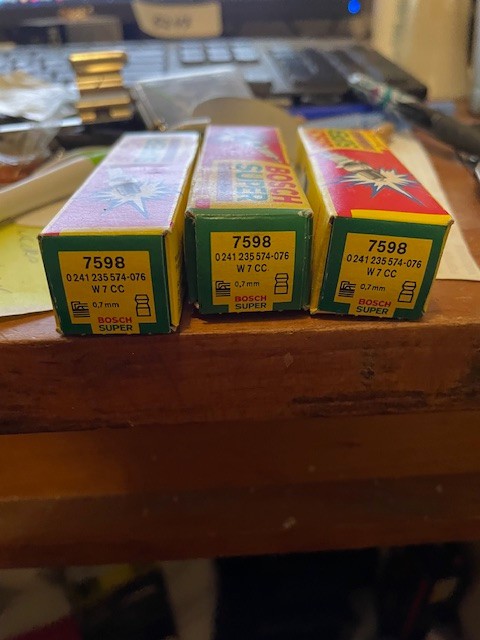 BOSCH
SUPER
7598
0 241 235 574-076
W 7 CC
0,7 mm
BOSCH
SUPER
7598
0 241 235 574-076
W 7 CC
0,7 mm
BOSCH
SUPER
7598
0 241 235 574-076
W 7 CC
0,7 mm
BOSCH
SUPER